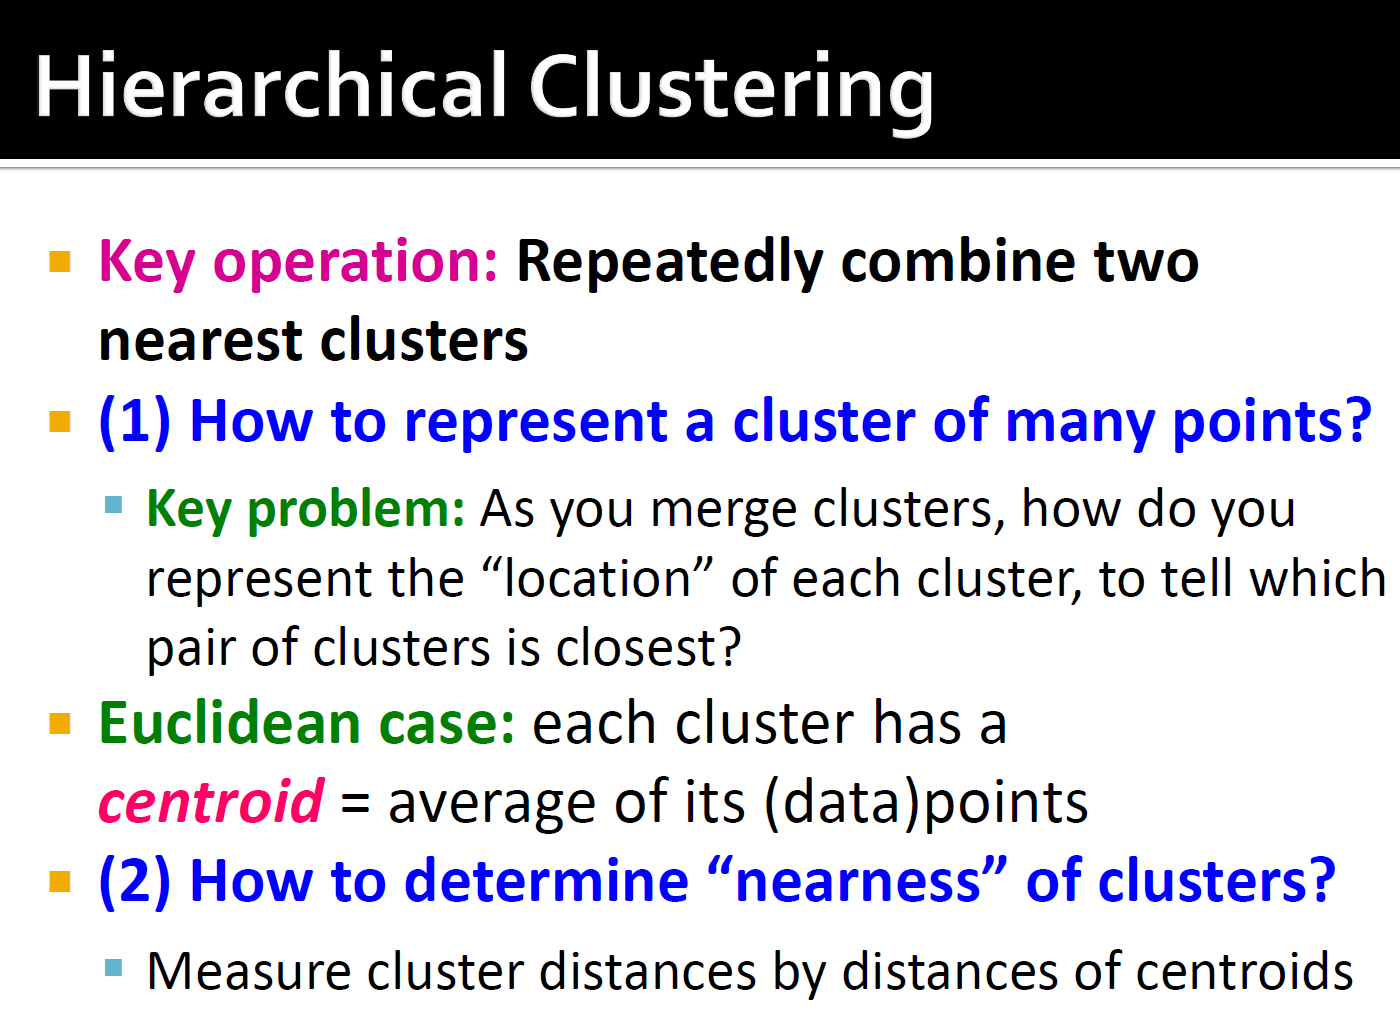 Hierarchical Clustering
Key operation: Repeatedly combine two
nearest clusters
(1) How to represent a cluster of many points?
Key problem: As you merge clusters, how do you
represent the “location” of each cluster, to tell which
pair of clusters is closest?
Euclidean case: each cluster has a
centroid = average of its (data)points
(2) How to determine “nearness” of clusters?
Measure cluster distances by distances of centroids